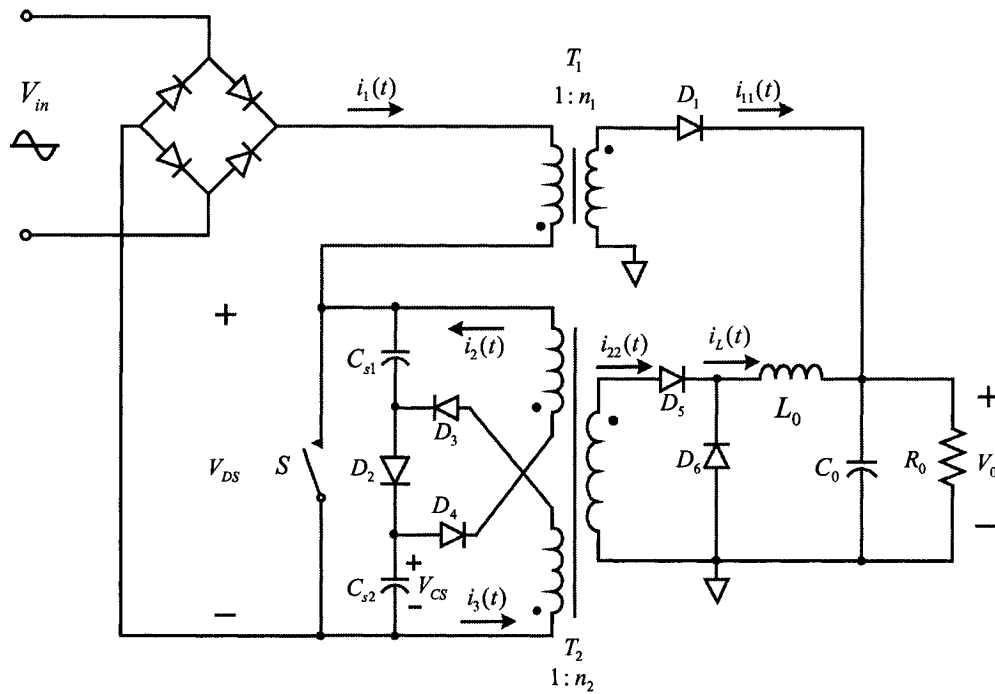 V_in
i_1(t)
T_1
1:n_1
D_1
i_11(t)
+
C_s1
i_2(t)
i_22(t)
i_L(t)
D_3
D_5
L_0
+
V_DS
S
D_2
D_4
D_6
C_0
R_0
V_0
C_s2
+
V_CS
−
i_3(t)
−
−
T_2
1:n_2